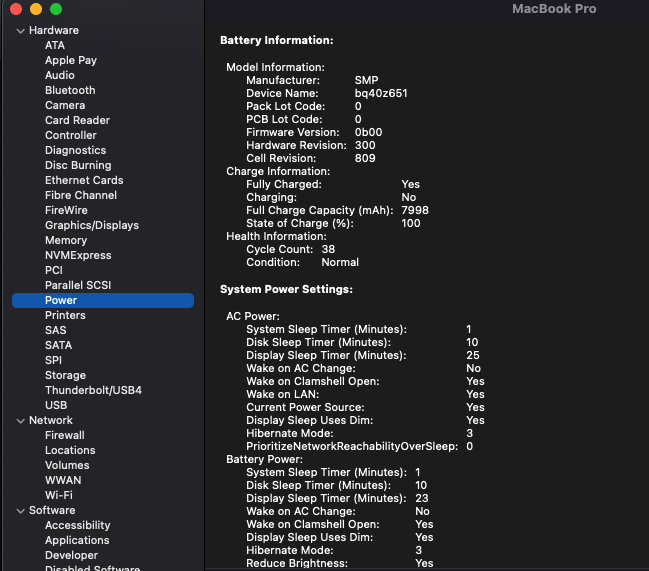 MacBook Pro
Hardware
ATA
Apple Pay
Audio
Bluetooth
Camera
Card Reader
Controller
Diagnostics
Disc Burning
Ethernet Cards
Fibre Channel
FireWire
Graphics/Displays
Memory
NVMExpress
PCI
Parallel SCSI
Power
Printers
SAS
SATA
SPI
Storage
Thunderbolt/USB4
USB
Network
Firewall
Locations
Volumes
WWAN
Wi-Fi
Software
Accessibility
Applications
Developer
Disabled Software
Battery Information:
Model Information:
Manufacturer: SMP
Device Name: bq40z651
Pack Lot Code: 0
PCB Lot Code: 0
Firmware Version: 0b00
Hardware Revision: 300
Cell Revision: 809
Charge Information:
Fully Charged: Yes
Charging: No
Full Charge Capacity (mAh): 7998
State of Charge (%): 100
Health Information:
Cycle Count: 38
Condition: Normal
System Power Settings:
AC Power:
System Sleep Timer (Minutes): 1
Disk Sleep Timer (Minutes): 10
Display Sleep Timer (Minutes): 25
Wake on AC Change: No
Wake on Clamshell Open: Yes
Wake on LAN: Yes
Current Power Source: Yes
Display Sleep Uses Dim: Yes
Hibernate Mode: 3
PrioritizeNetworkReachabilityOverSleep: 0
Battery Power:
System Sleep Timer (Minutes): 1
Disk Sleep Timer (Minutes): 10
Display Sleep Timer (Minutes): 23
Wake on AC Change: No
Wake on Clamshell Open: Yes
Display Sleep Uses Dim: Yes
Hibernate Mode: 3
Reduce Brightness: Yes